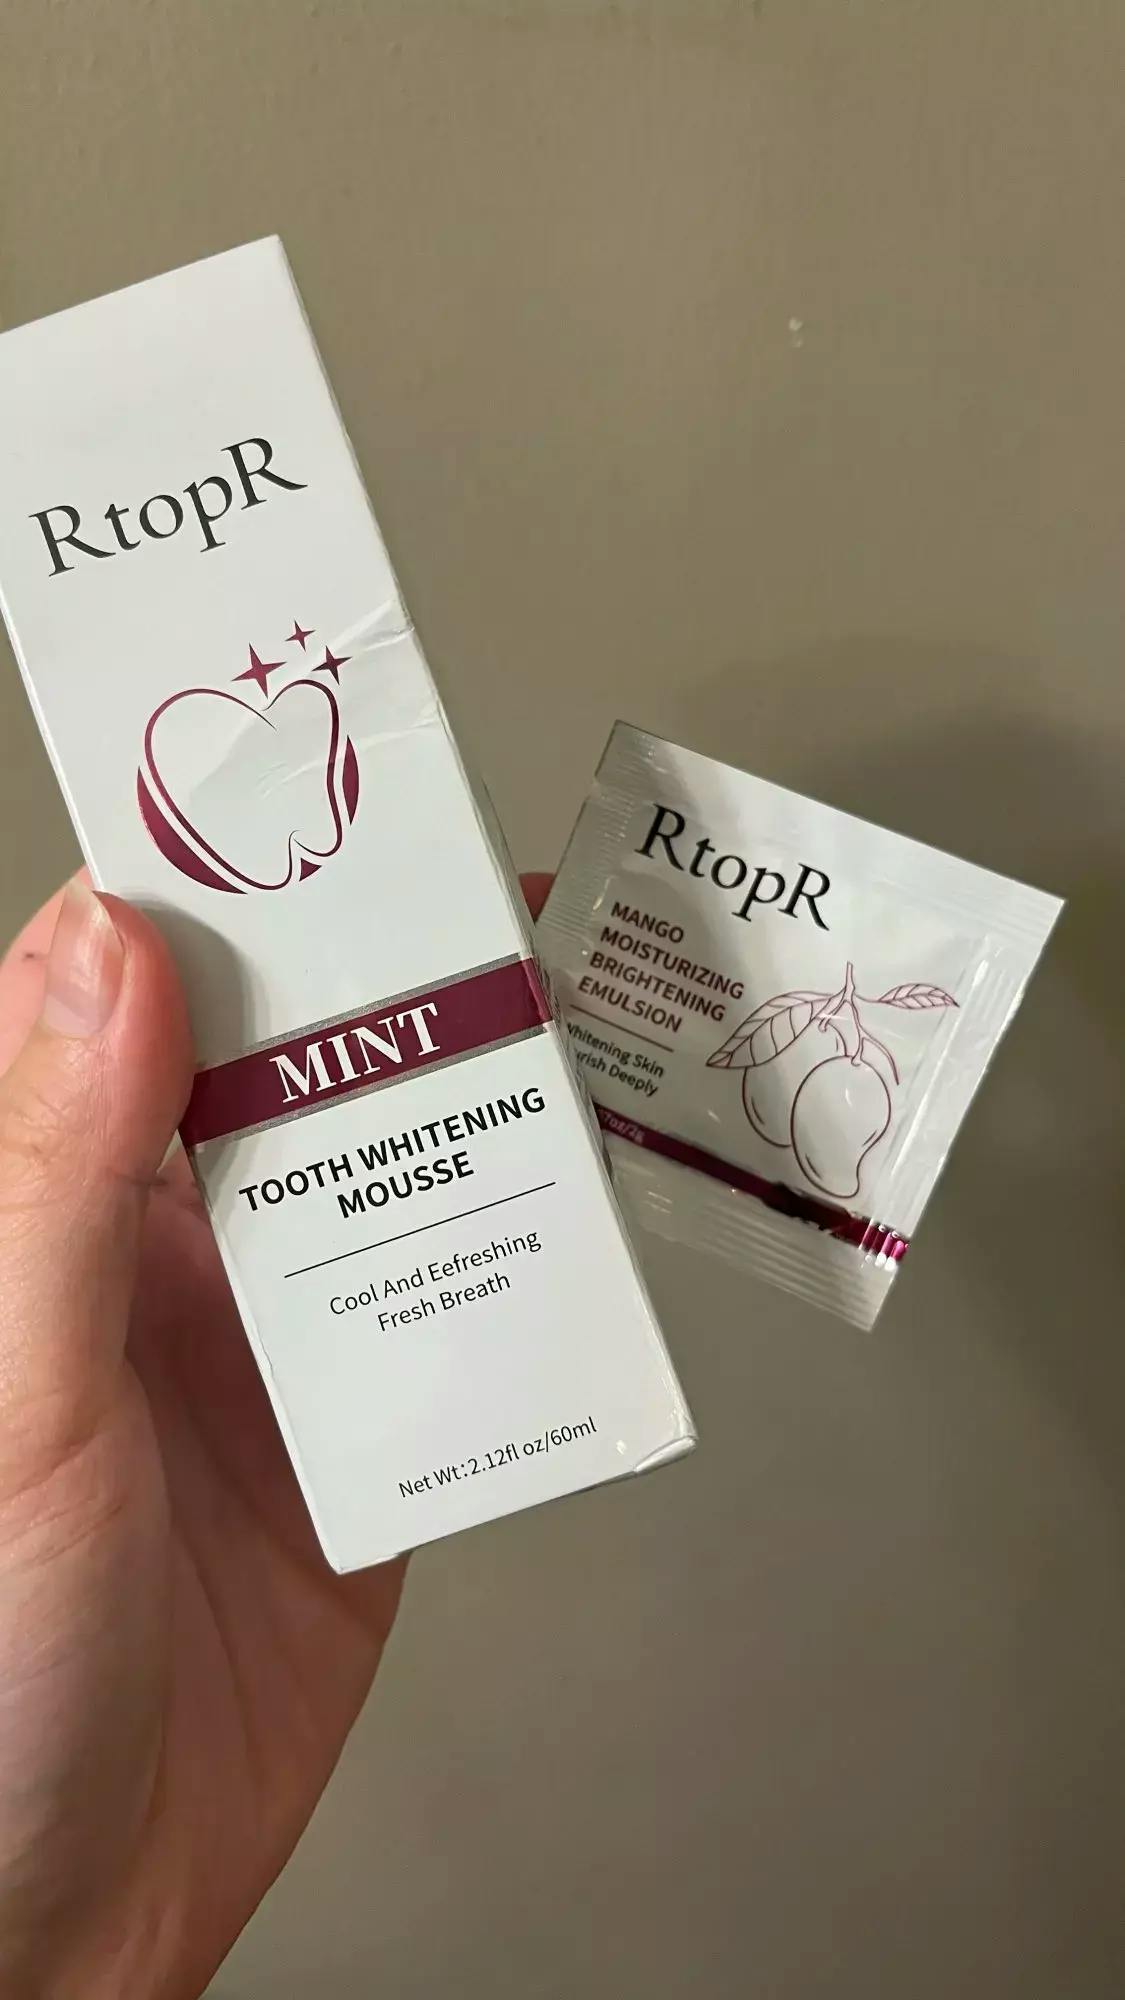 RtopR
MINT
TOOTH WHITENING
MOUSSE
Cool And Eefreshing
Fresh Breath
Net Wt:2.12fl oz/60ml
RtopR
MANGO
MOISTURIZING
BRIGHTENING
EMULSION
Skin
Deeply